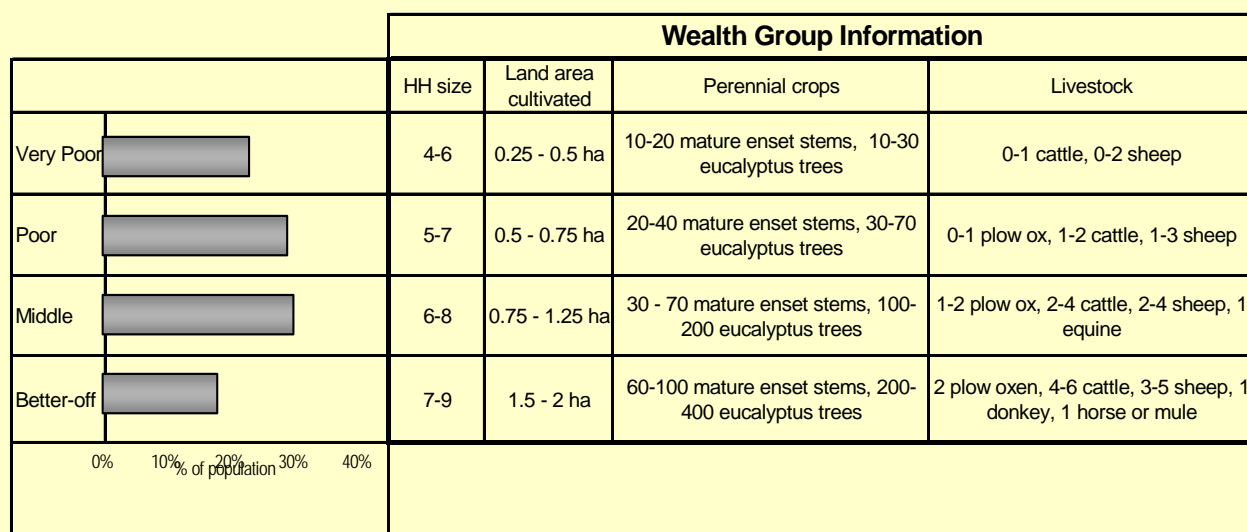 Wealth Group Information
HH size
Land area
cultivated
Perennial crops
Livestock
Very Poor
4-6
0.25 - 0.5 ha
10-20 mature enset stems, 10-30
eucalyptus trees
0-1 cattle, 0-2 sheep
Poor
5-7
0.5 - 0.75 ha
20-40 mature enset stems, 30-70
eucalyptus trees
0-1 plow ox, 1-2 cattle, 1-3 sheep
Middle
6-8
0.75 - 1.25 ha
30 - 70 mature enset stems, 100-
200 eucalyptus trees
1-2 plow ox, 2-4 cattle, 2-4 sheep, 1
equine
Better-off
7-9
1.5 - 2 ha
60-100 mature enset stems, 200-
400 eucalyptus trees
2 plow oxen, 4-6 cattle, 3-5 sheep, 1
donkey, 1 horse or mule
0% 10% 20% 30% 40%
% of population